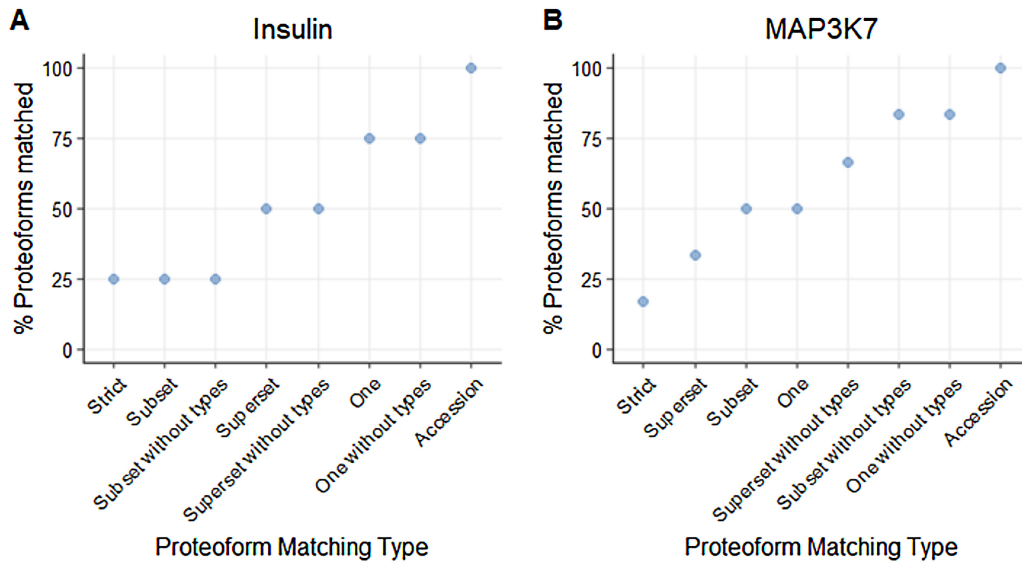 A
Insulin
% Proteoforms matched
100
75
50
25
0
Strict
Subset
Subset without types
Superset
Superset without types
One
One without types
Accession
Proteoform Matching Type
B
MAP3K7
% Proteoforms matched
100
75
50
25
0
Strict
Superset
Subset
One
Superset without types
Subset without types
One without types
Accession
Proteoform Matching Type